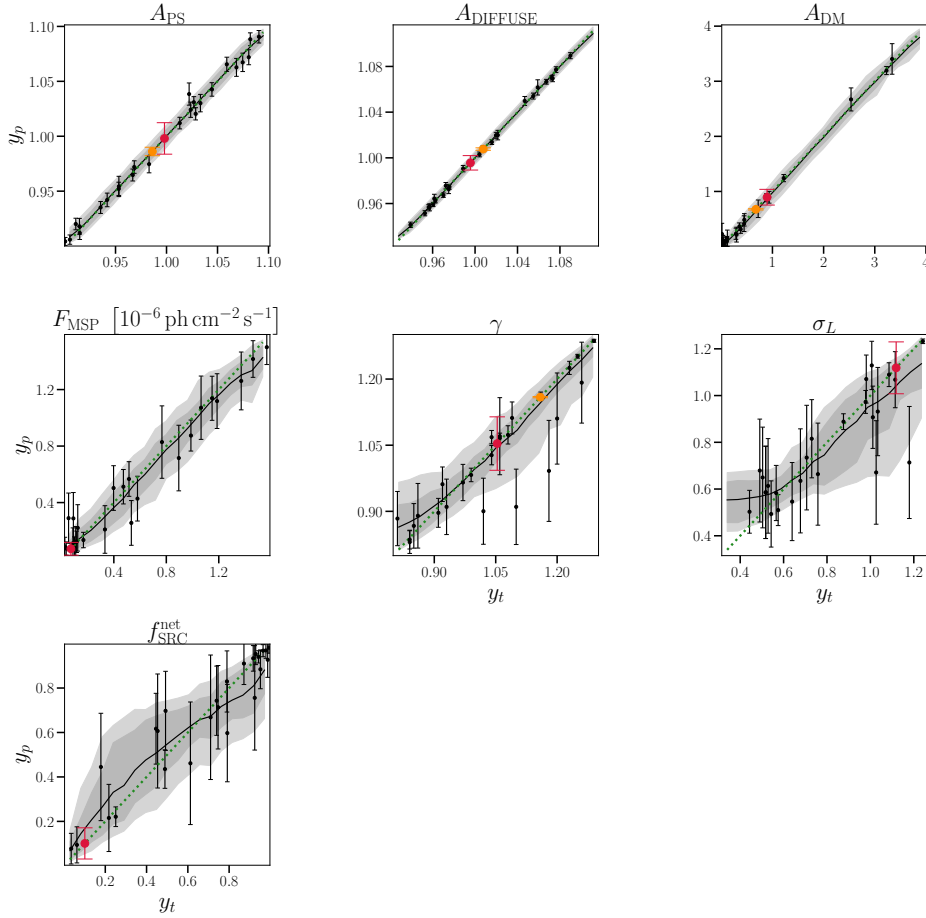 A_PS A_DIFFUSE A_DM
1.10 1.05 1.00 0.95
y_p
0.95 1.00 1.05 1.10
1.08 1.04 1.00 0.96
0.96 1.00 1.04 1.08
4 3 2 1
1 2 3 4
F_MSP [10^{-6} ph cm^{-2} s^{-1}] γ σ_L
1.2 0.8 0.4
y_p
0.4 0.8 1.2
1.20 1.05 0.90
0.90 1.05 1.20
y_t
1.2 1.0 0.8 0.6 0.4
0.4 0.6 0.8 1.0 1.2
y_t
f_SRC^net
0.8 0.6 0.4 0.2
y_p
0.2 0.4 0.6 0.8
y_t